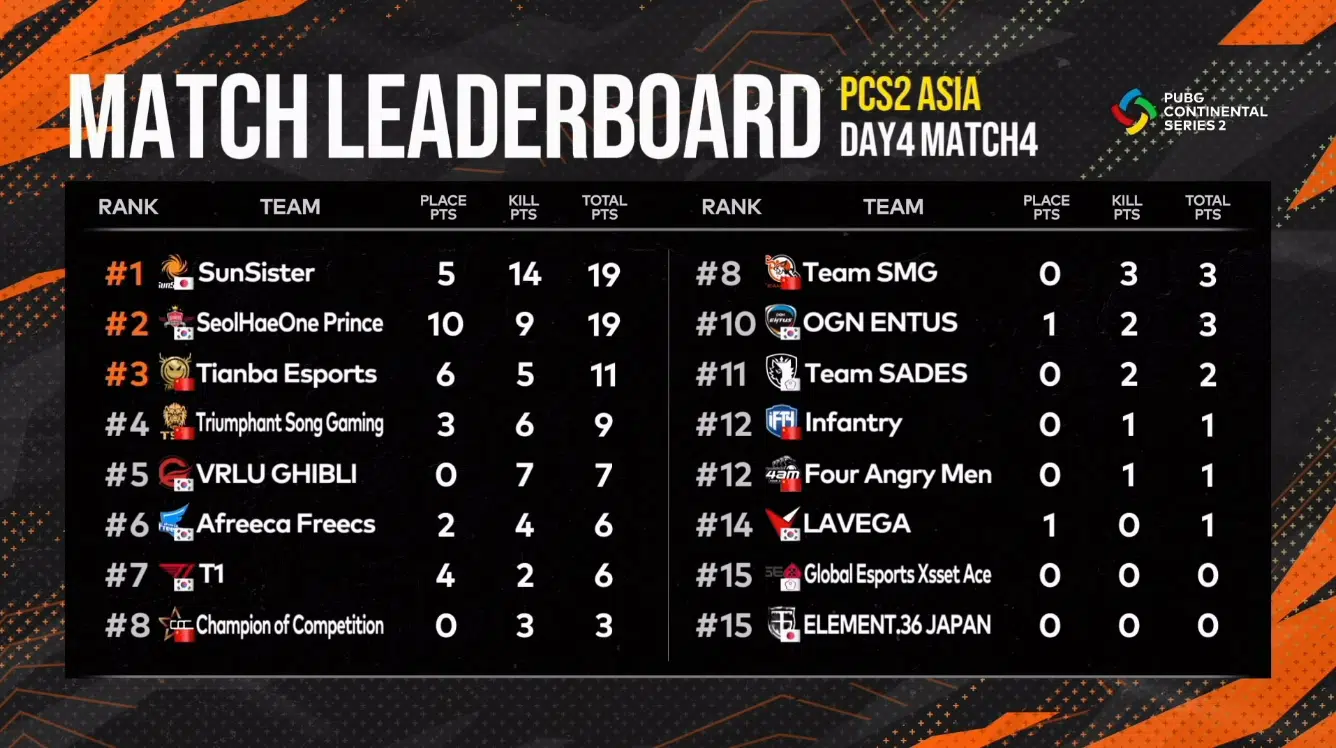 MATCH LEADERBOARD
PCS2 ASIA
DAY4 MATCH4
PUBG
CONTINENTAL
SERIES 2
RANK TEAM PLACE PTS KILL PTS TOTAL PTS
#1 SunSister 5 14 19
#2 SeolHaeOne Prince 10 9 19
#3 Tianba Esports 6 5 11
#4 Triumphant Song Gaming 3 6 9
#5 VRLU GHIBLI 0 7 7
#6 Afreeca Freecs 2 4 6
#7 T1 4 2 6
#8 Champion of Competition 0 3 3
RANK TEAM PLACE PTS KILL PTS TOTAL PTS
#8 Team SMG 0 3 3
#10 OGN ENTUS 1 2 3
#11 Team SADES 0 2 2
#12 Infantry 0 1 1
#12 Four Angry Men 0 1 1
#14 LAVEGA 1 0 1
#15 Global Esports Xsset Ace 0 0 0
#15 ELEMENT.36 JAPAN 0 0 0